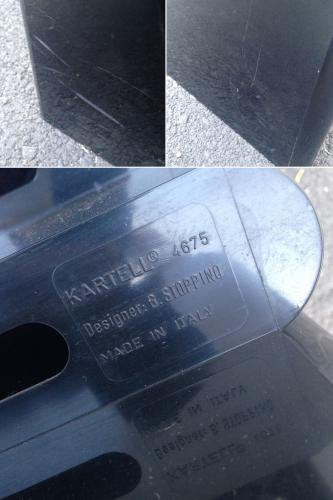 KARTELL® 4675
Designer: G. STOPPINO
MADE IN ITALY